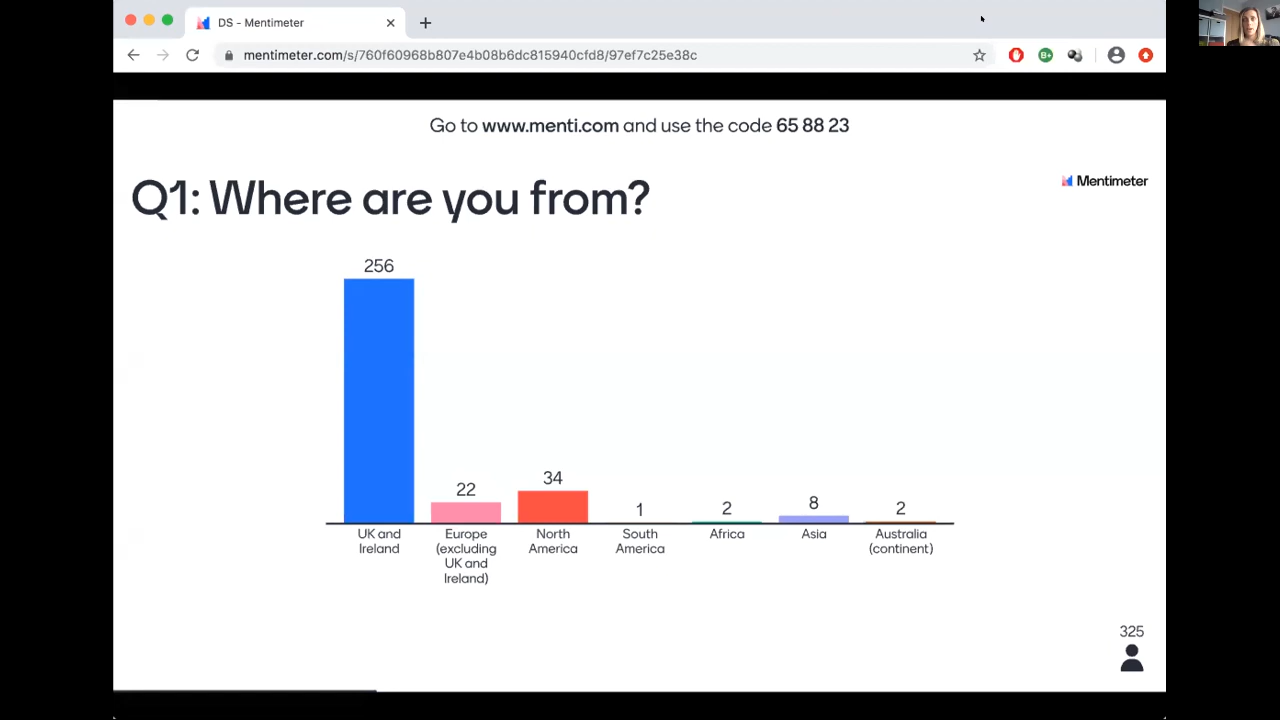 DS - Mentimeter
mentimeter.com/s/760f60968b807e4b08b6dc815940cfd8/97ef7c25e38c
B+
Go to www.menti.com and use the code 65 88 23
Q1: Where are you from?
Mentimeter
256
22
34
1
2
8
2
UK and
Ireland
Europe
(excluding
UK and
Ireland)
North
America
South
America
Africa
Asia
Australia
(continent)
325